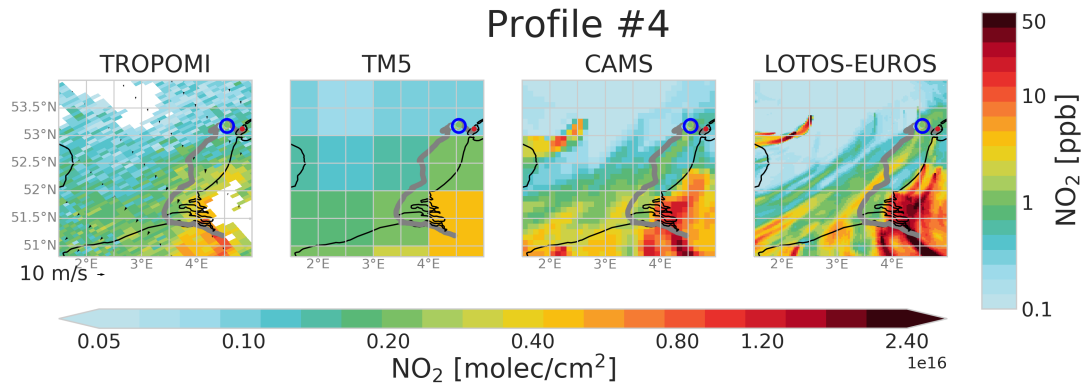 Profile #4
TROPOMI
TM5
CAMS
LOTOS-EUROS
53.5°N
53°N
52.5°N
52°N
51.5°N
51°N
2°E 3°E 4°E
2°E 3°E 4°E
2°E 3°E 4°E
2°E 3°E 4°E
10 m/s
50
10
1
0.1
NO₂ [ppb]
0.05 0.10 0.20 0.40 0.80 1.20 2.40
1e16
NO₂ [molec/cm²]